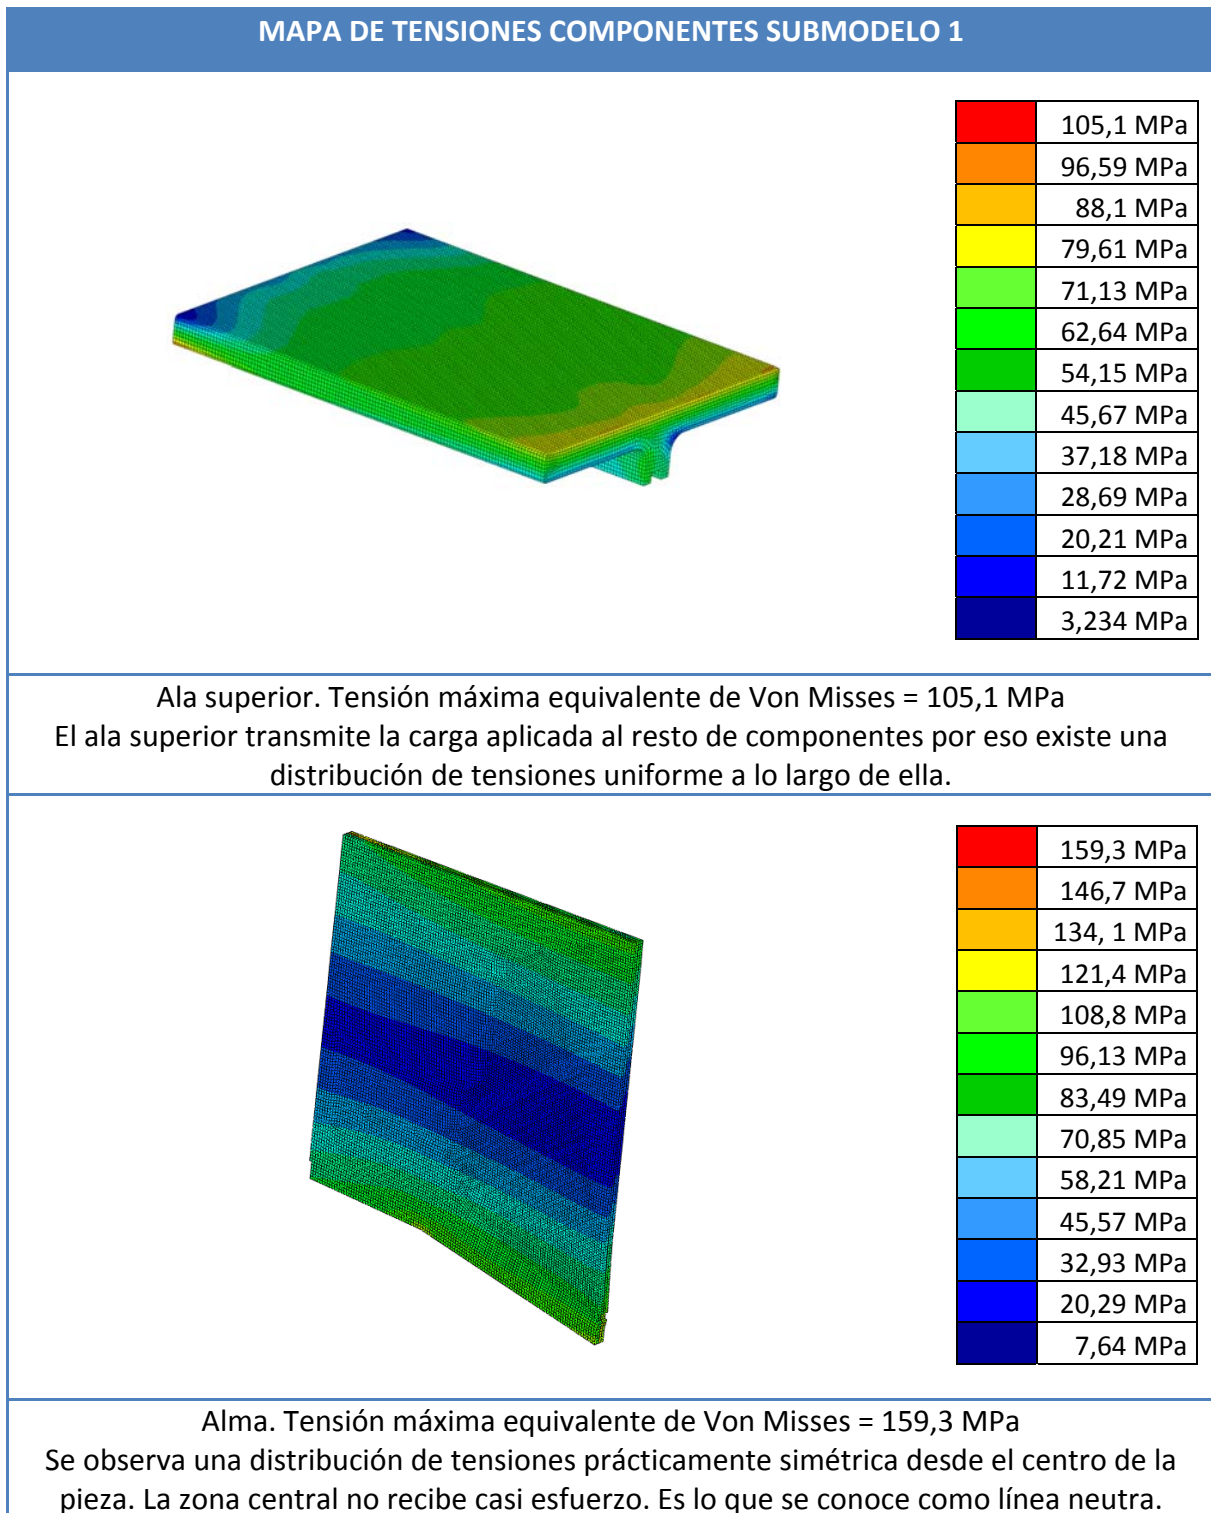 MAPA DE TENSIONES COMPONENTES SUBMODELO 1
105,1 MPa
96,59 MPa
88,1 MPa
79,61 MPa
71,13 MPa
62,64 MPa
54,15 MPa
45,67 MPa
37,18 MPa
28,69 MPa
20,21 MPa
11,72 MPa
3,234 MPa
Ala superior. Tensión máxima equivalente de Von Misses = 105,1 MPa
El ala superior transmite la carga aplicada al resto de componentes por eso existe una
distribución de tensiones uniforme a lo largo de ella.
159,3 MPa
146,7 MPa
134, 1 MPa
121,4 MPa
108,8 MPa
96,13 MPa
83,49 MPa
70,85 MPa
58,21 MPa
45,57 MPa
32,93 MPa
20,29 MPa
7,64 MPa
Alma. Tensión máxima equivalente de Von Misses = 159,3 MPa
Se observa una distribución de tensiones prácticamente simétrica desde el centro de la
pieza. La zona central no recibe casi esfuerzo. Es lo que se conoce como línea neutra.